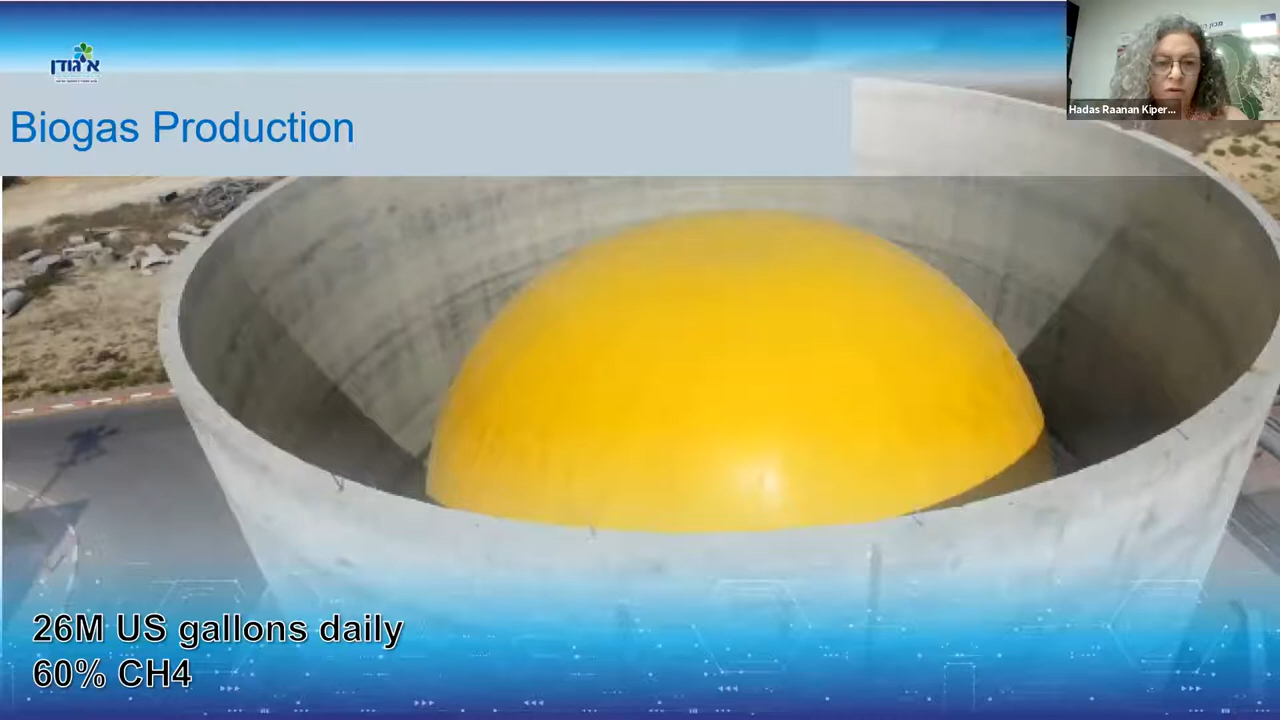 איגודן
Biogas Production
Hadas Raanan Kiper...
26M US gallons daily
60% CH4